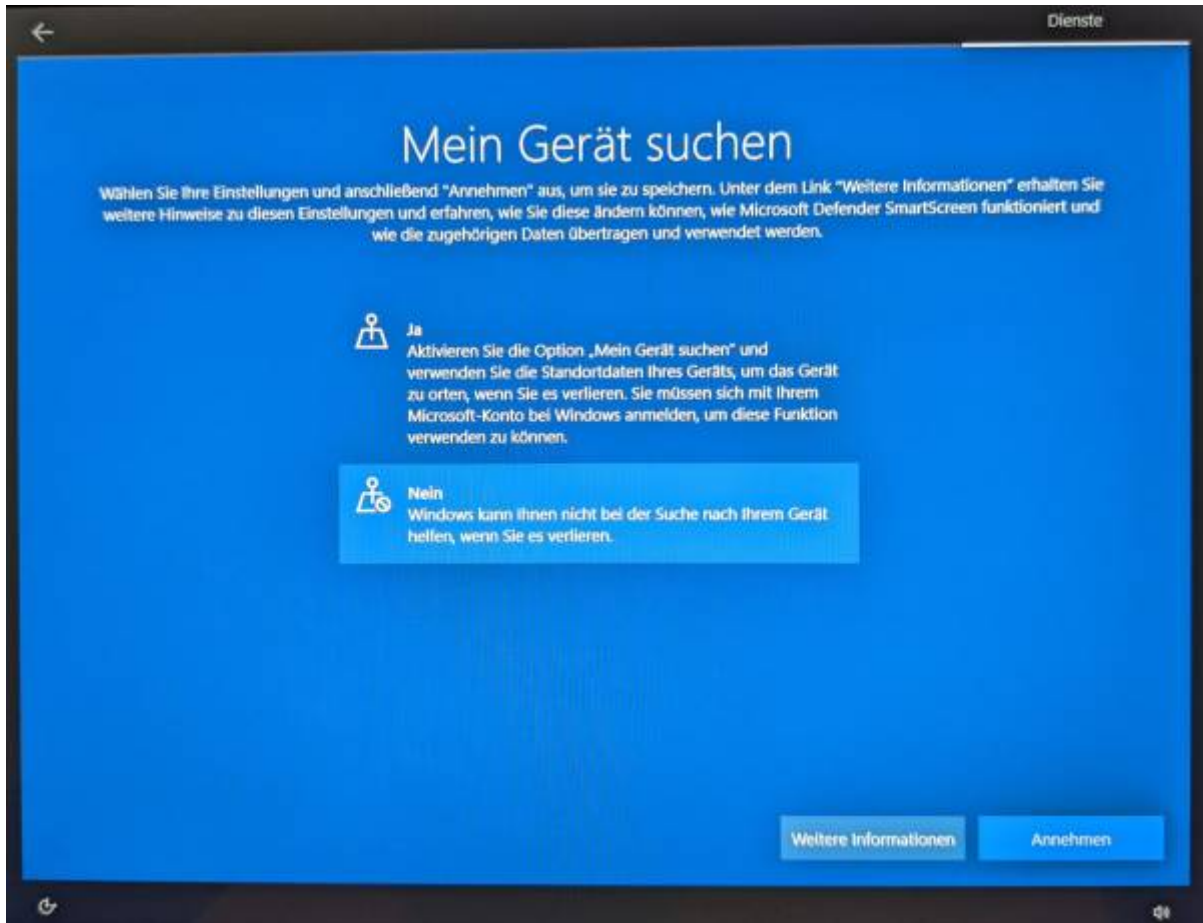 Dienste
Mein Gerät suchen
Wählen Sie Ihre Einstellungen und anschließend "Annehmen" aus, um sie zu speichern. Unter dem Link "Weitere Informationen" erhalten Sie
weitere Hinweise zu diesen Einstellungen und erfahren, wie Sie diese ändern können, wie Microsoft Defender SmartScreen funktioniert und
wie die zugehörigen Daten übertragen und verwendet werden.
Ja
Aktivieren Sie die Option „Mein Gerät suchen" und
verwenden Sie die Standortdaten Ihres Geräts, um das Gerät
zu orten, wenn Sie es verlieren. Sie müssen sich mit Ihrem
Microsoft-Konto bei Windows anmelden, um diese Funktion
verwenden zu können.
Nein
Windows kann Ihnen nicht bei der Suche nach Ihrem Gerät
helfen, wenn Sie es verlieren.
Weitere Informationen
Annehmen